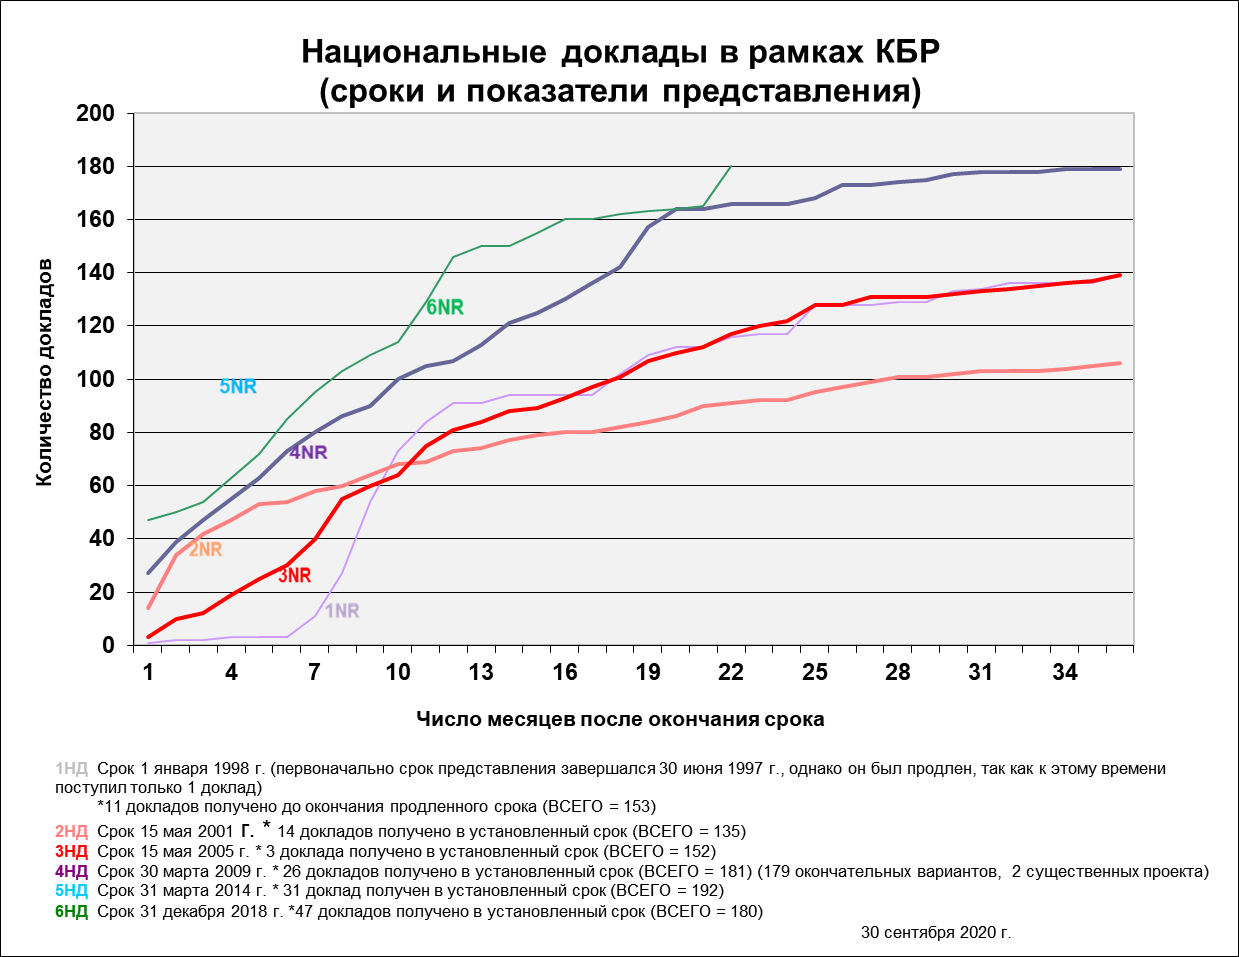 Национальные доклады в рамках КБР
(сроки и показатели представления)
200
180
160
140
120
100
80
60
40
20
0
Количество докладов
6NR
5NR
4NR
2NR
3NR
1NR
1 4 7 10 13 16 19 22 25 28 31 34
Число месяцев после окончания срока
1НД Срок 1 января 1998 г. (первоначально срок представления завершался 30 июня 1997 г., однако он был продлен, так как к этому времени
поступил только 1 доклад)
*11 докладов получено до окончания продленного срока (ВСЕГО = 153)
2НД Срок 15 мая 2001 г. * 14 докладов получено в установленный срок (ВСЕГО = 135)
3НД Срок 15 мая 2005 г. * 3 доклада получено в установленный срок (ВСЕГО = 152)
4НД Срок 30 марта 2009 г. * 26 докладов получено в установленный срок (ВСЕГО = 181) (179 окончательных вариантов, 2 существенных проекта)
5НД Срок 31 марта 2014 г. * 31 доклад получен в установленный срок (ВСЕГО = 192)
6НД Срок 31 декабря 2018 г. *47 докладов получено в установленный срок (ВСЕГО = 180)
30 сентября 2020 г.